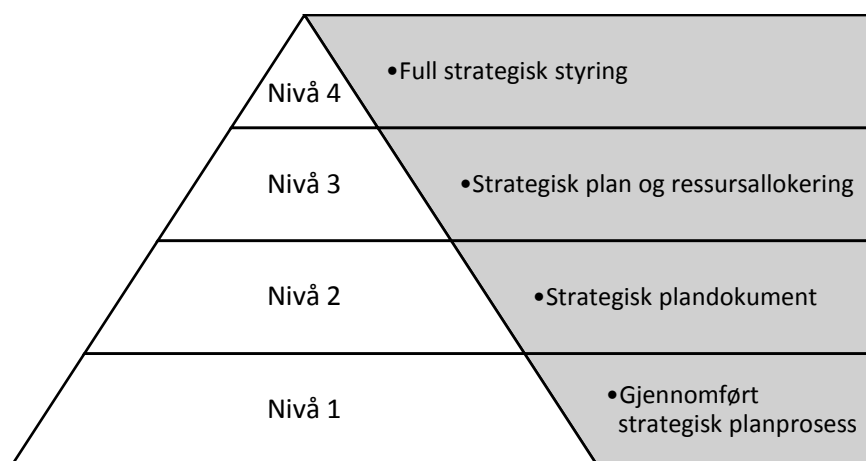 Nivå 4
•Full strategisk styring
Nivå 3
•Strategisk plan og ressursallokering
Nivå 2
•Strategisk plandokument
Nivå 1
•Gjennomført
strategisk planprosess